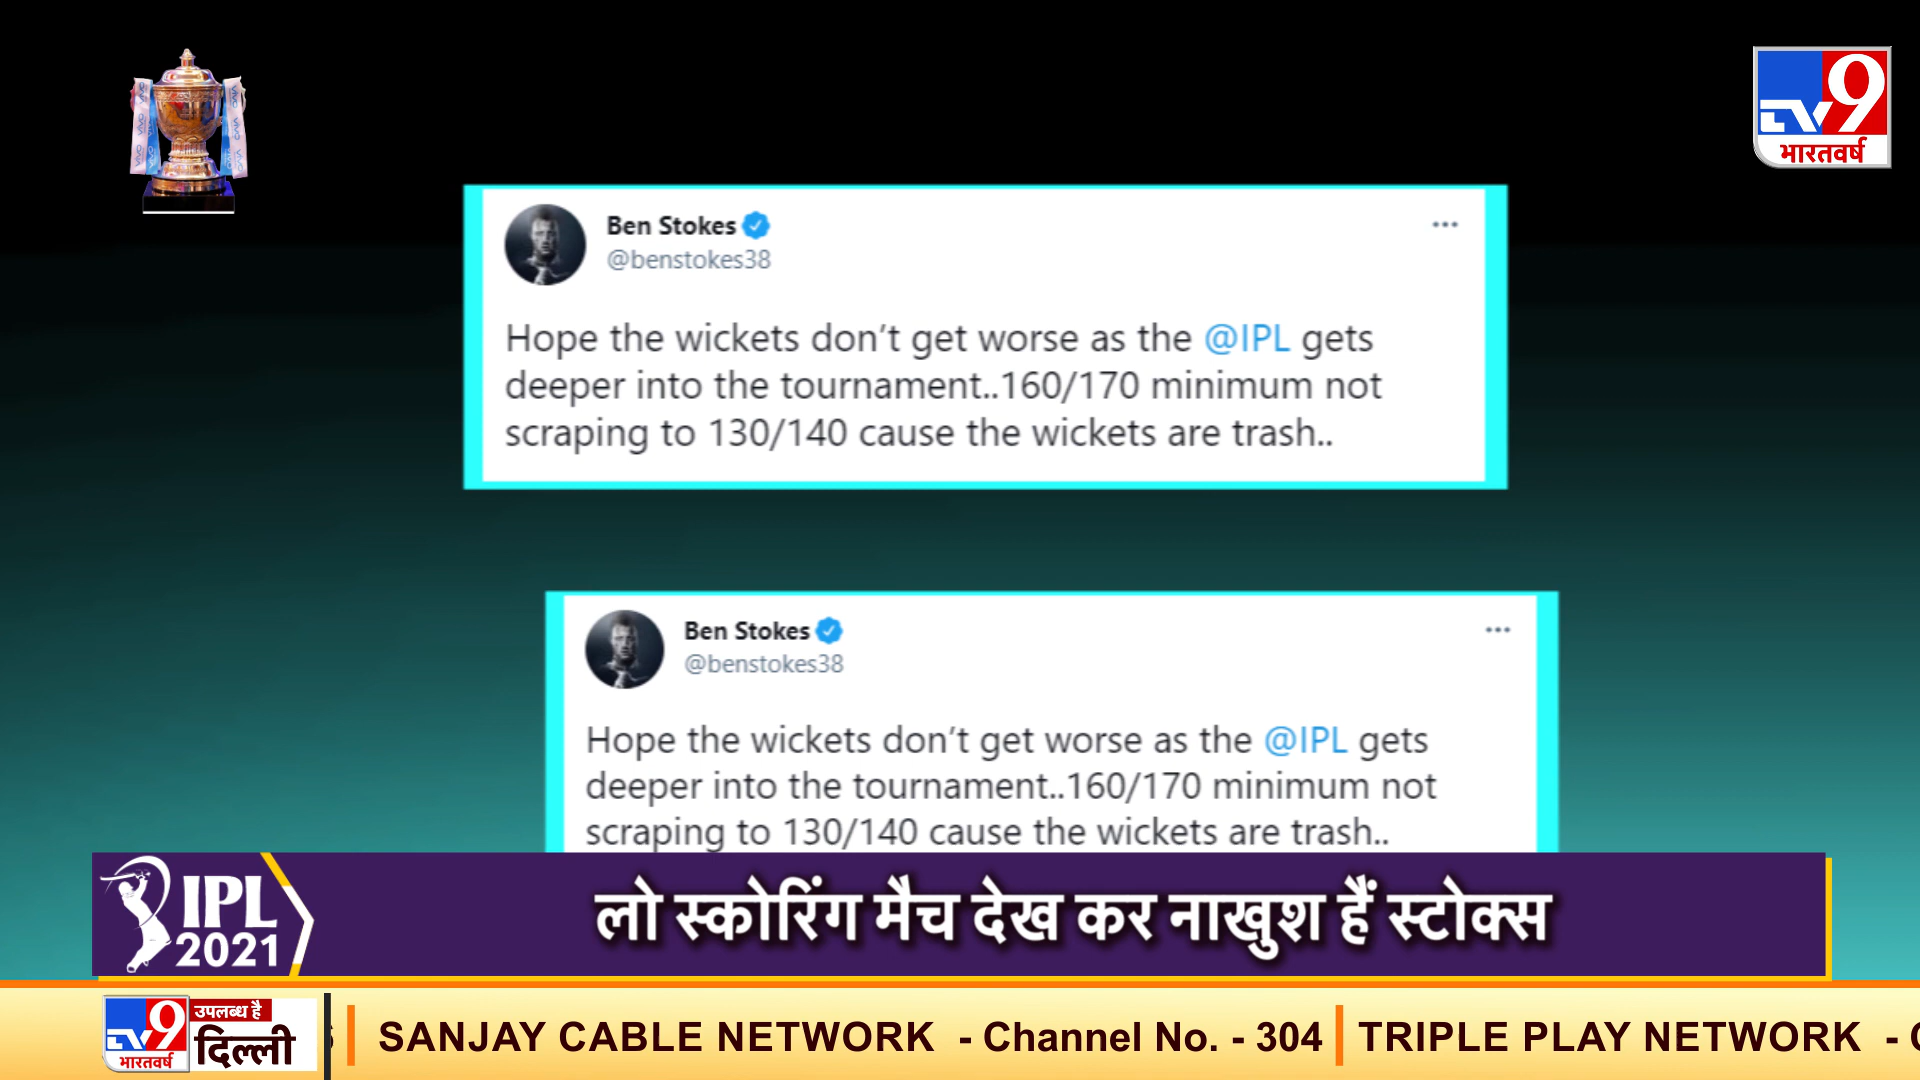 TV9
भारतवर्ष
Ben Stokes
@benstokes38
Hope the wickets don’t get worse as the @IPL gets
deeper into the tournament..160/170 minimum not
scraping to 130/140 cause the wickets are trash..
Ben Stokes
@benstokes38
Hope the wickets don’t get worse as the @IPL gets
deeper into the tournament..160/170 minimum not
scraping to 130/140 cause the wickets are trash..
IPL
2021
लो स्कोरिंग मैच देख कर नाखुश हैं स्टोक्स
TV9
भारतवर्ष
उपलब्ध है
दिल्ली
SANJAY CABLE NETWORK - Channel No. - 304
TRIPLE PLAY NETWORK -